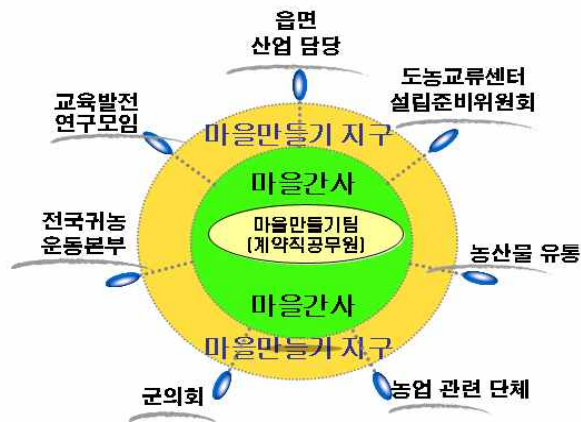 읍면
산업 담당
도농교류센터
설립준비위원회
교육발전
연구모임
마을만들기 지구
마을간사
마을만들기팀
(계약직공무원)
전국귀농
운동본부
농산물 유통
마을간사
마을만들기 지구
군의회
농업 관련 단체